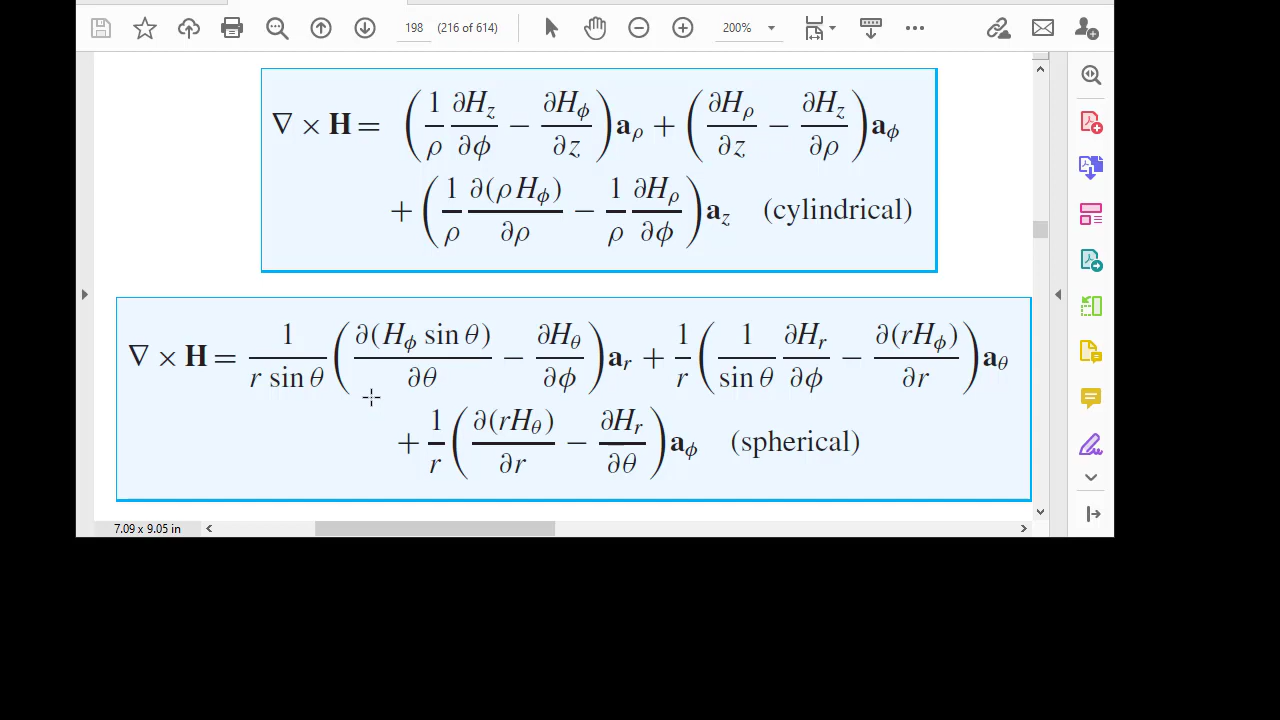 198 (216 of 614) 200%
∇ × H = (1/ρ ∂H_z/∂ϕ − ∂H_ϕ/∂z) a_ρ + (∂H_ρ/∂z − ∂H_z/∂ρ) a_ϕ
+ (1/ρ ∂(ρH_ϕ)/∂ρ − 1/ρ ∂H_ρ/∂ϕ) a_z (cylindrical)
∇ × H = 1/(r sin θ) (∂(H_ϕ sin θ)/∂θ − ∂H_θ/∂ϕ) a_r + 1/r (1/sin θ ∂H_r/∂ϕ − ∂(rH_ϕ)/∂r) a_θ
+ 1/r (∂(rH_θ)/∂r − ∂H_r/∂θ) a_ϕ (spherical)
7.09 x 9.05 in